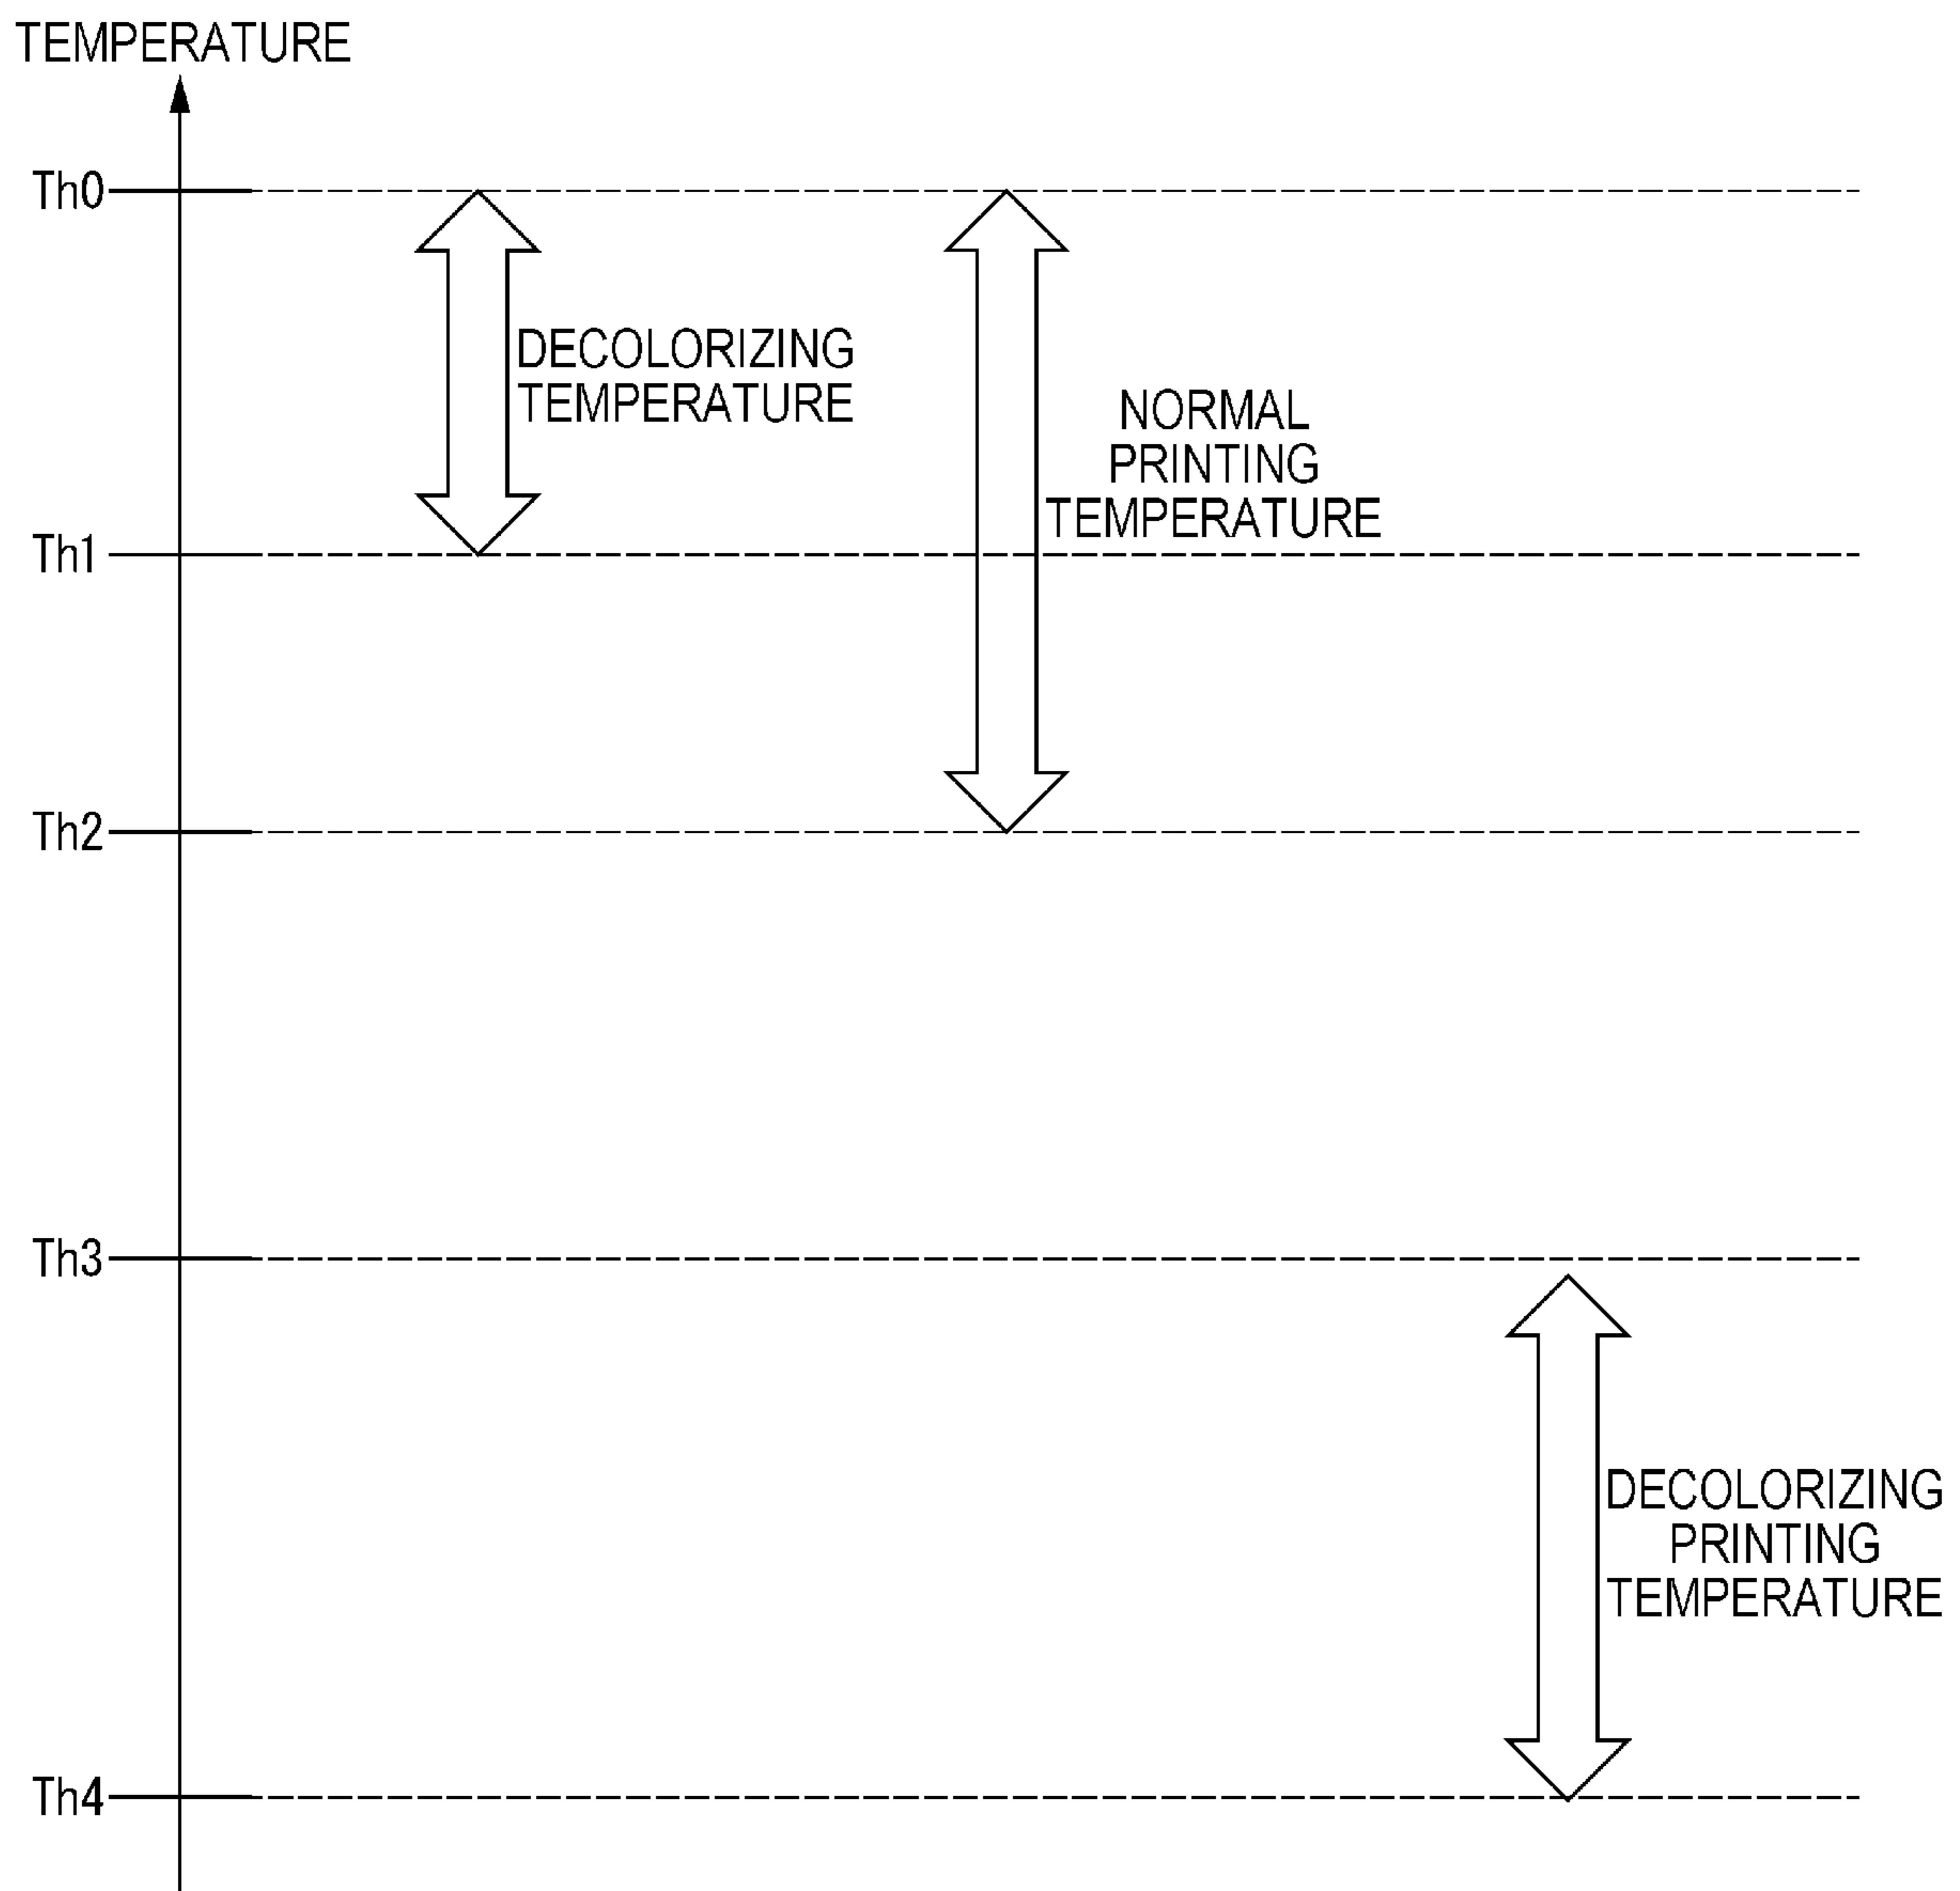 TEMPERATURE
Th0
DECOLORIZING
TEMPERATURE
NORMAL
PRINTING
TEMPERATURE
Th1
Th2
Th3
DECOLORIZING
PRINTING
TEMPERATURE
Th4